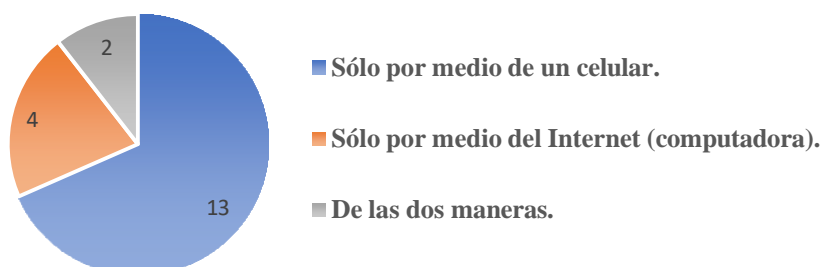 2
4
13
Sólo por medio de un celular.
Sólo por medio del Internet (computadora).
De las dos maneras.